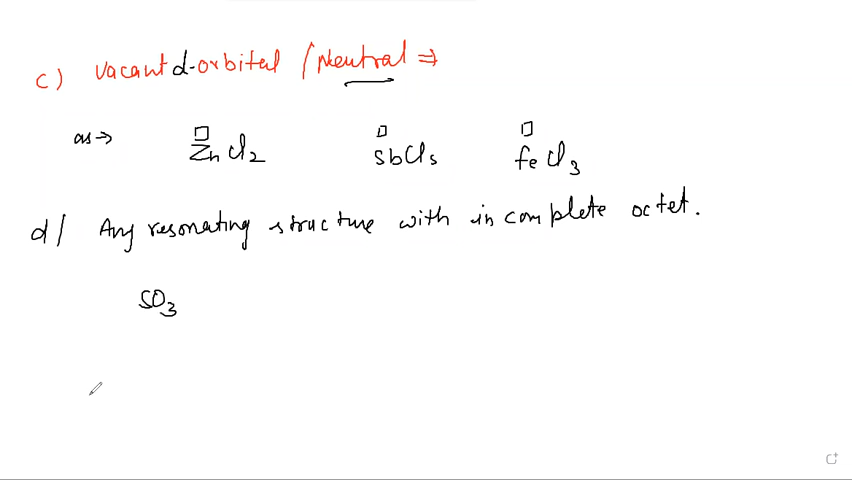 c) vacant d-orbital / Neutral ⇒
as → ZnCl₂ SbCl₅ FeCl₃
d/ Any resonating structure with incomplete octet.
SO₃